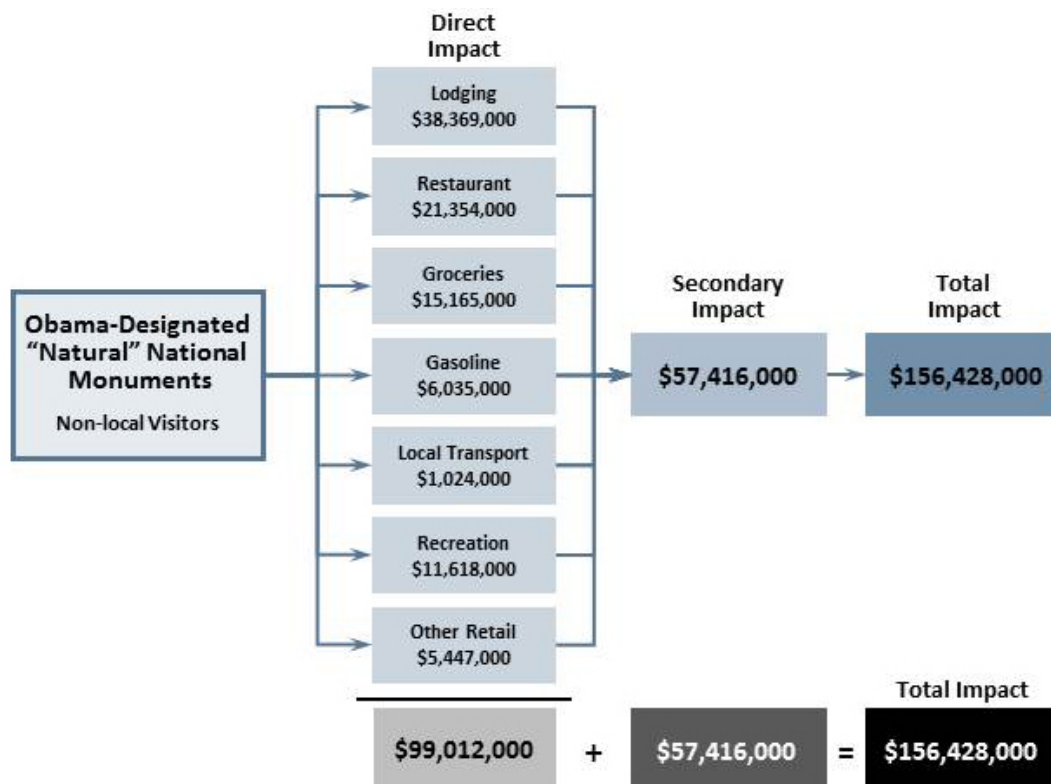 Direct
Impact
Lodging
$38,369,000
Restaurant
$21,354,000
Groceries
$15,165,000
Secondary
Impact
Total
Impact
Obama-Designated
“Natural” National
Monuments
Non-local Visitors
Gasoline
$6,035,000
$57,416,000
$156,428,000
Local Transport
$1,024,000
Recreation
$11,618,000
Other Retail
$5,447,000
Total Impact
$99,012,000 + $57,416,000 = $156,428,000